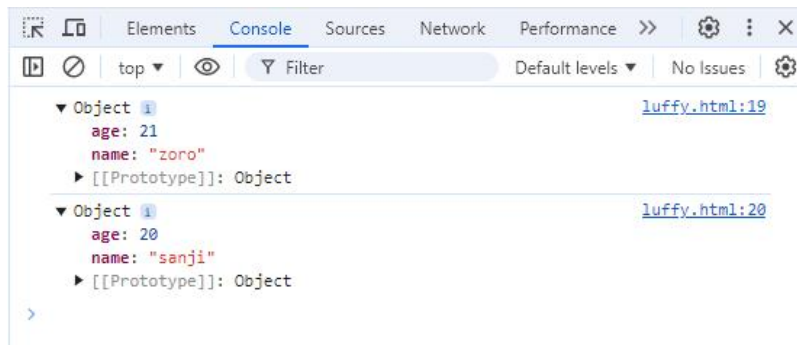 Elements Console Sources Network Performance
top Filter Default levels No Issues
Object i luffy.html:19
age: 21
name: "zoro"
[[Prototype]]: Object
Object i luffy.html:20
age: 20
name: "sanji"
[[Prototype]]: Object